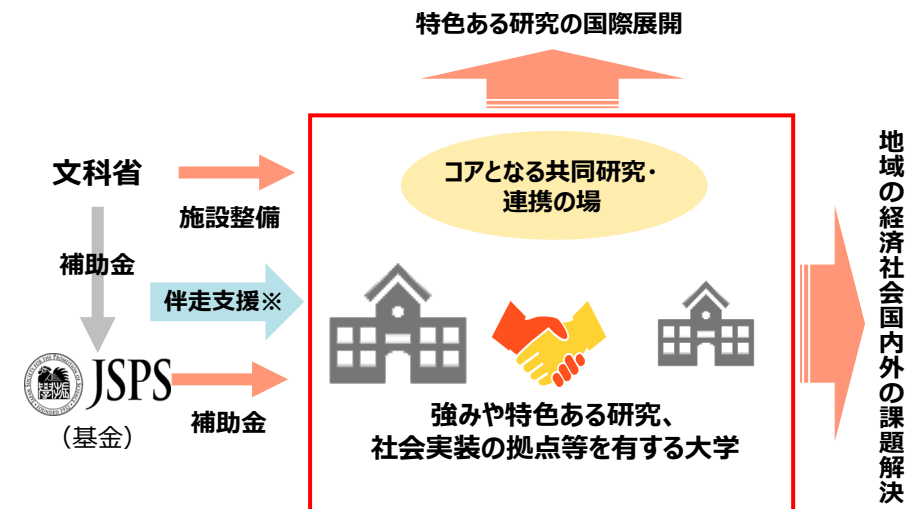 特色ある研究の国際展開
文科省
施設整備
補助金
伴走支援※
JSPS
(基金)
補助金
コアとなる共同研究・
連携の場
強みや特色ある研究、
社会実装の拠点等を有する大学
地域の経済社会国内外の課題解決